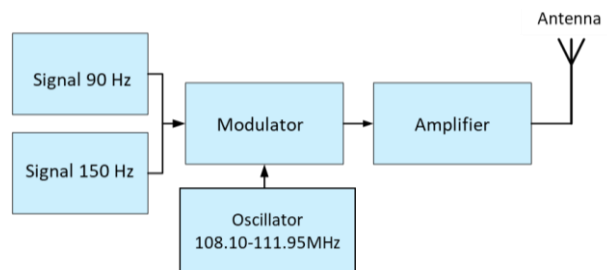 Antenna
Signal 90 Hz
Modulator
Amplifier
Signal 150 Hz
Oscillator
108.10-111.95MHz